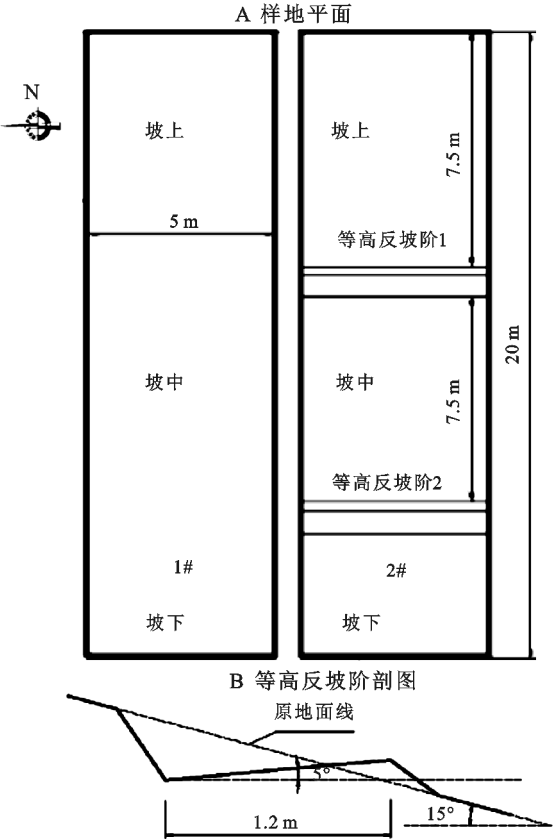 A 样地平面
N
坡上
5 m
坡中
1#
坡下
坡上
7.5 m
等高反坡阶1
坡中
7.5 m
等高反坡阶2
2#
坡下
20 m
B 等高反坡阶剖图
原地面线
5°
15°
1.2 m